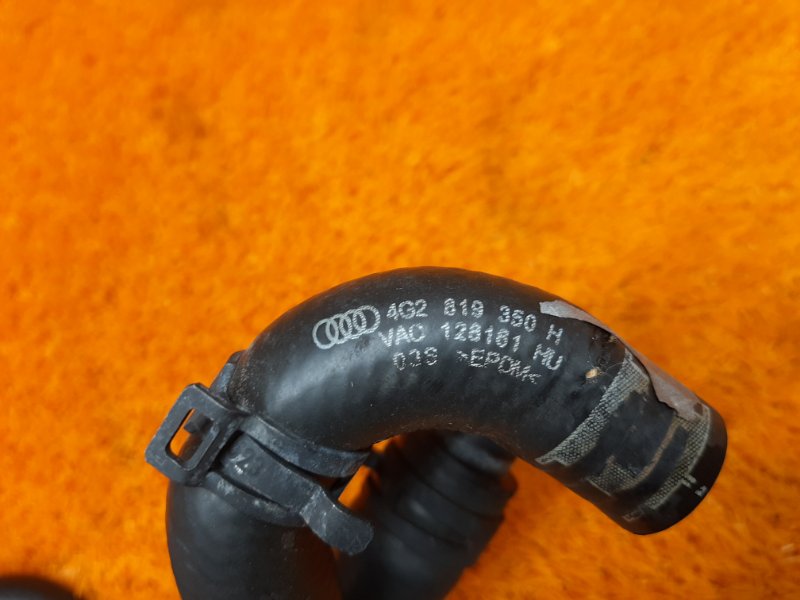 4G2 819 350 H
VAC 128161 HU
03S >EPDM<